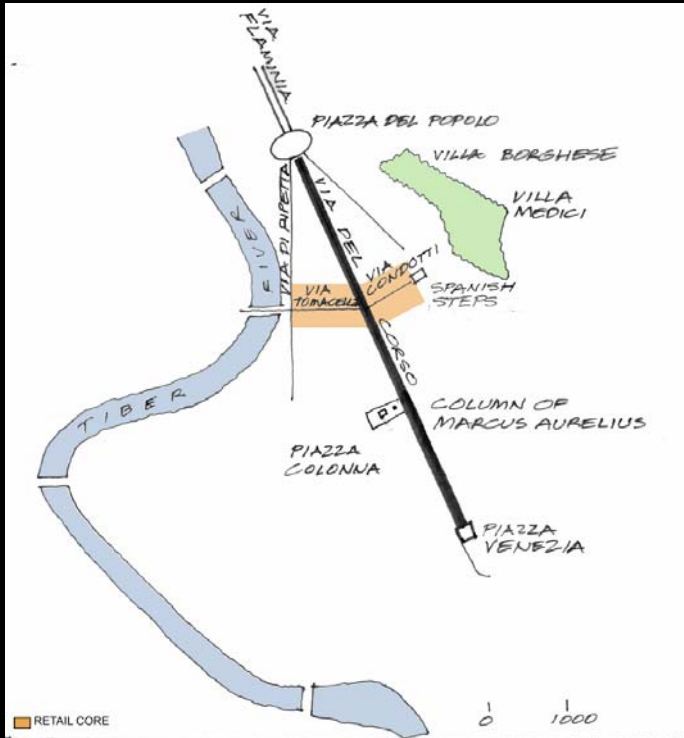 VIA
FLAMINIA
PIAZZA DEL POPOLO
VILLA BORGHESE
VILLA
MEDICI
VIA DI RIPETTA
VIA DEL
CORSO
VIA
CONDOTTI
VIA
TOMACELLI
SPANISH
STEPS
RIVER
TIBER
COLUMN OF
MARCUS AURELIUS
PIAZZA
COLONNA
PIAZZA
VENEZIA
RETAIL CORE
0 1000